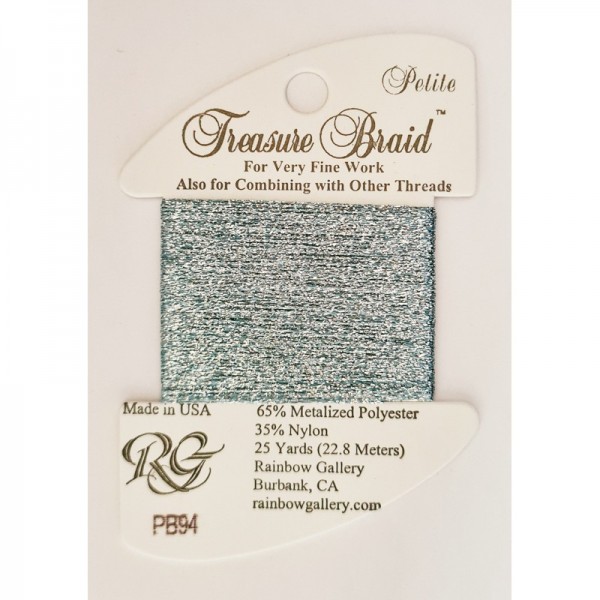 Petite
Treasure Braid™
For Very Fine Work
Also for Combining with Other Threads
Made in USA
RG
PB94
65% Metalized Polyester
35% Nylon
25 Yards (22.8 Meters)
Rainbow Gallery
Burbank, CA
rainbowgallery.com